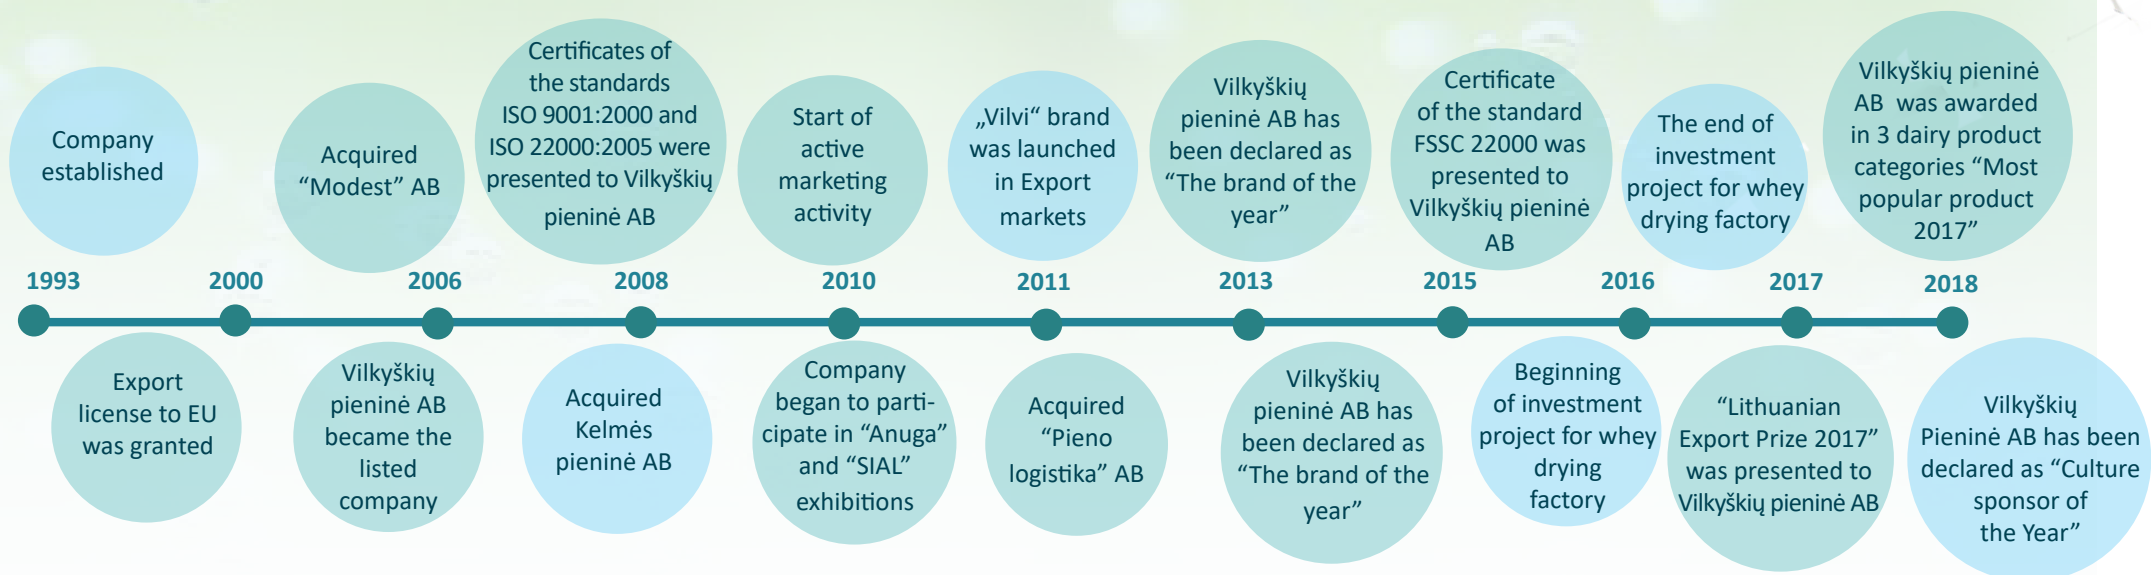 Company
established
Acquired
“Modest” AB
Certificates of
the standards
ISO 9001:2000 and
ISO 22000:2005 were
presented to Vilkyškių
pieninė AB
Start of
active
marketing
activity
„Vilvi“ brand
was launched
in Export
markets
Vilkyškių
pieninė AB has
been declared as
“The brand of the
year”
Certificate
of the standard
FSSC 22000 was
presented to
Vilkyškių pieninė
AB
The end of
investment
project for whey
drying factory
Vilkyškių pieninė
AB was awarded
in 3 dairy product
categories “Most
popular product
2017”
1993
2000
2006
2008
2010
2011
2013
2015
2016
2017
2018
Export
license to EU
was granted
Vilkyškių
pieninė AB
became the
listed
company
Acquired
Kelmės
pieninė AB
Company
began to parti-
cipate in “Anuga”
and “SIAL”
exhibitions
Acquired
“Pieno
logistika” AB
Vilkyškių
pieninė AB has
been declared as
“The brand of the
year”
Beginning
of investment
project for whey
drying
factory
“Lithuanian
Export Prize 2017”
was presented to
Vilkyškių pieninė AB
Vilkyškių
Pieninė AB has been
declared as “Culture
sponsor of
the Year”